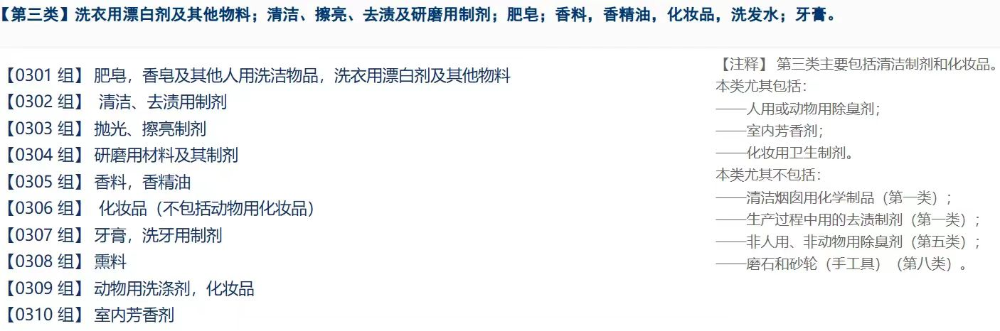 【第三类】洗衣用漂白剂及其他物料；清洁、擦亮、去渍及研磨用制剂；肥皂；香料，香精油，化妆品，洗发水；牙膏。
【0301 组】 肥皂，香皂及其他人用洗洁物品，洗衣用漂白剂及其他物料
【0302 组】 清洁、去渍用制剂
【0303 组】 抛光、擦亮制剂
【0304 组】 研磨用材料及其制剂
【0305 组】 香料，香精油
【0306 组】 化妆品（不包括动物用化妆品）
【0307 组】 牙膏，洗牙用制剂
【0308 组】 熏料
【0309 组】 动物用洗涤剂，化妆品
【0310 组】 室内芳香剂
【注释】 第三类主要包括清洁制剂和化妆品。
本类尤其包括：
——人用或动物用除臭剂；
——室内芳香剂；
——化妆用卫生制剂。
本类尤其不包括：
——清洁烟囱用化学制品（第一类）；
——生产过程中用的去渍制剂（第一类）；
——非人用、非动物用除臭剂（第五类）；
——磨石和砂轮（手工具）（第八类）。